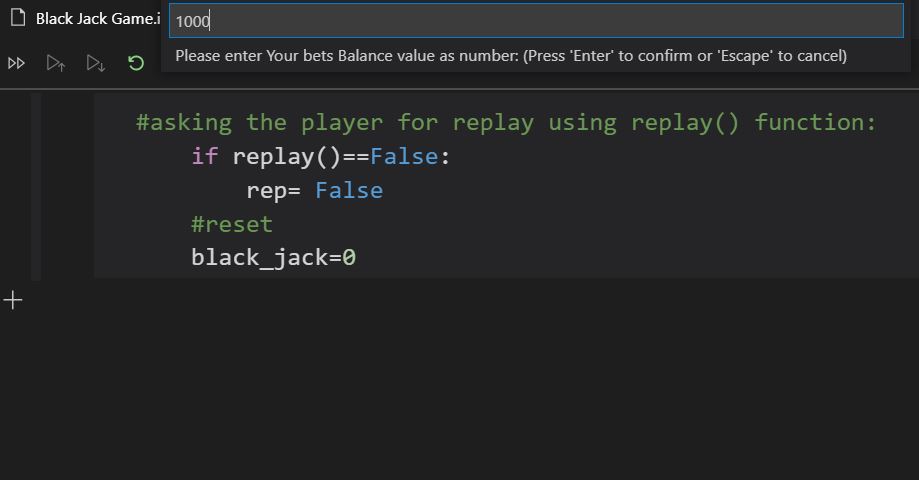 Black Jack Game.i
1000
Please enter Your bets Balance value as number: (Press 'Enter' to confirm or 'Escape' to cancel)
#asking the player for replay using replay() function:
if replay()==False:
rep= False
#reset
black_jack=0